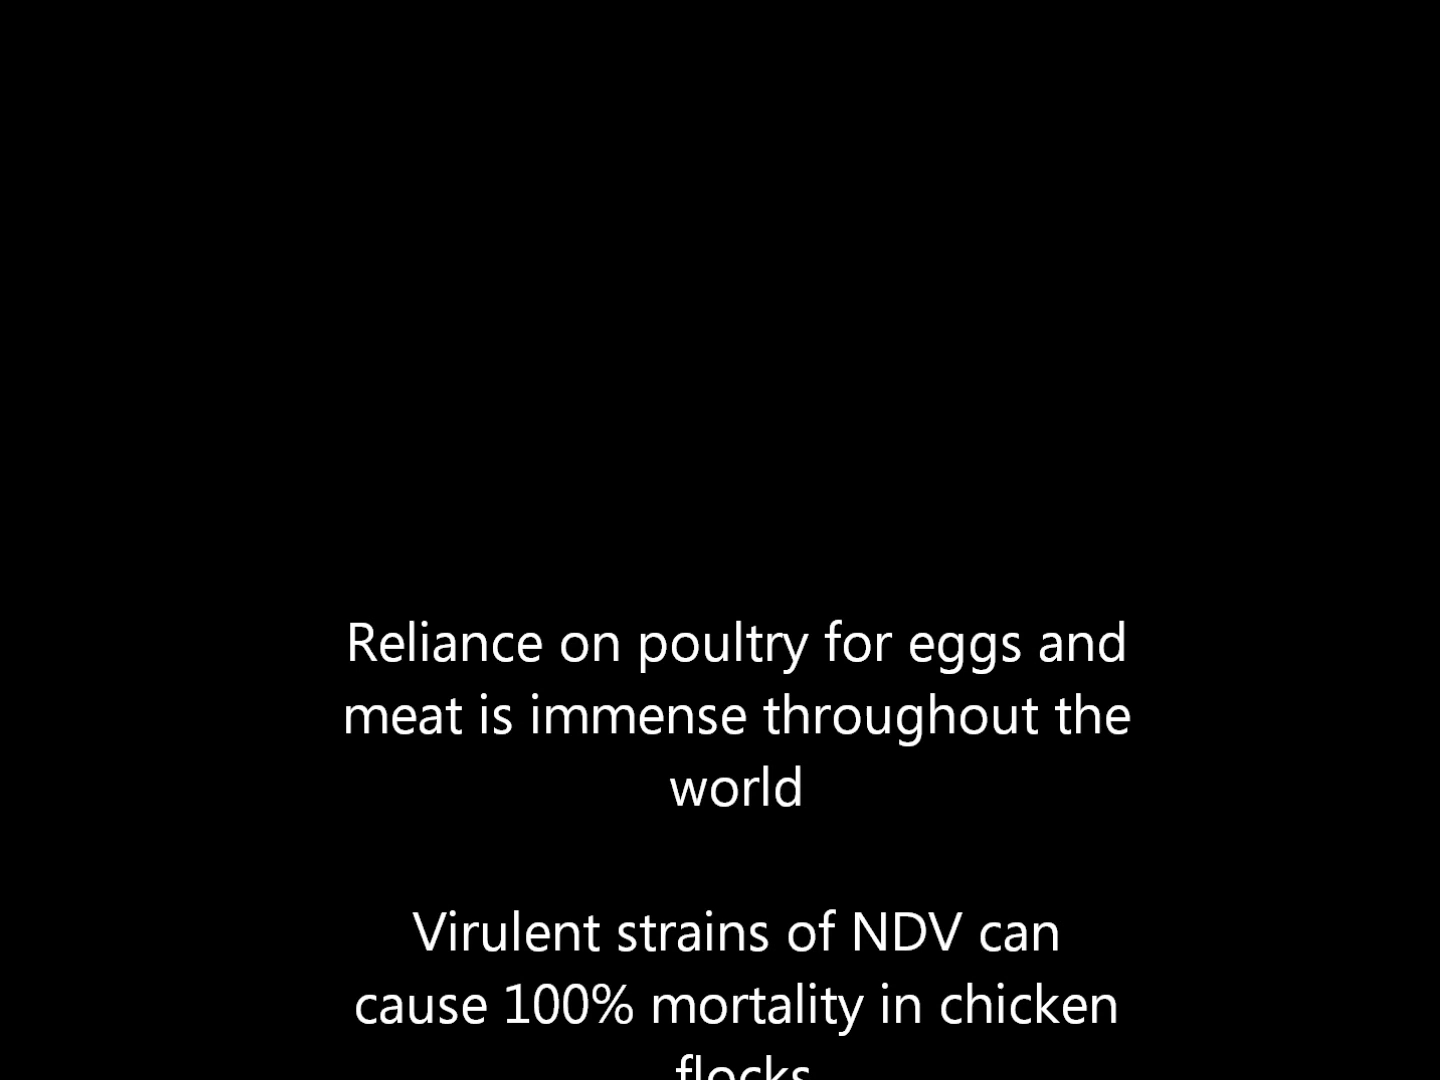 Reliance on poultry for eggs and
meat is immense throughout the
world
Virulent strains of NDV can
cause 100% mortality in chicken
flocks